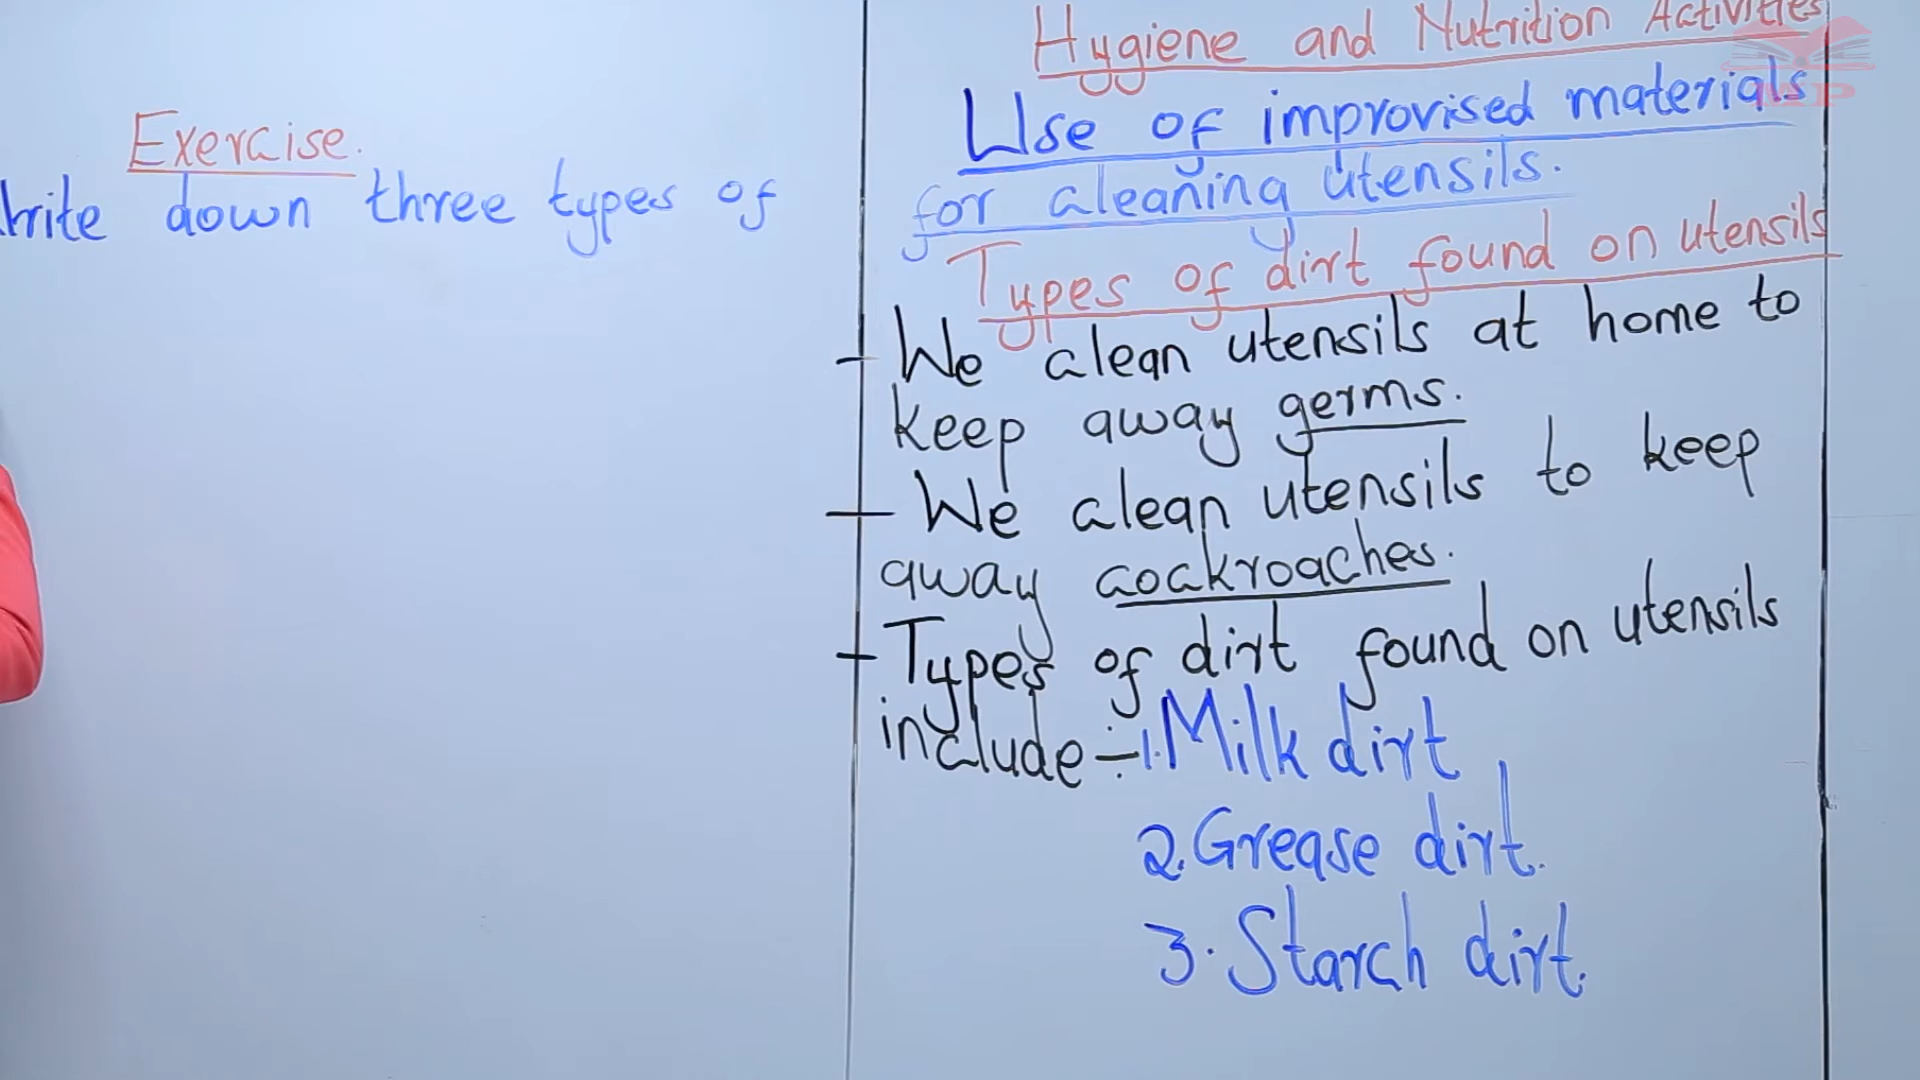 Exercise.
Write down three types of
Hygiene and Nutrition Activities
Use of improvised materials
for cleaning utensils.
Types of dirt found on utensils
- We clean utensils at home to
keep away germs.
- We clean utensils to keep
away cockroaches.
- Types of dirt found on utensils
include:- 1. Milk dirt
2. Grease dirt.
3. Starch dirt.